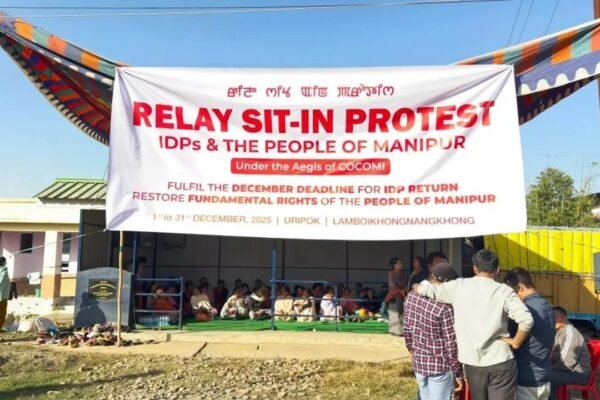 RELAY SIT-IN PROTEST
IDPs & THE PEOPLE OF MANIPUR
Under the Aegis of COCOMI
FULFIL THE DECEMBER DEADLINE FOR IDP RETURN
RESTORE FUNDAMENTAL RIGHTS OF THE PEOPLE OF MANIPUR
1st to 31st DECEMBER, 2025 | URIPOK | LAMBOIKHONGNANGKHONG